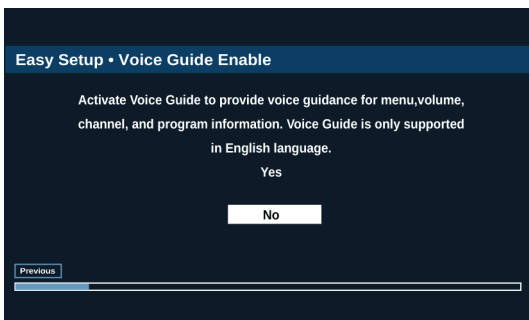 Easy Setup • Voice Guide Enable
Activate Voice Guide to provide voice guidance for menu,volume,
channel, and program information. Voice Guide is only supported
in English language.
Yes
No
Previous